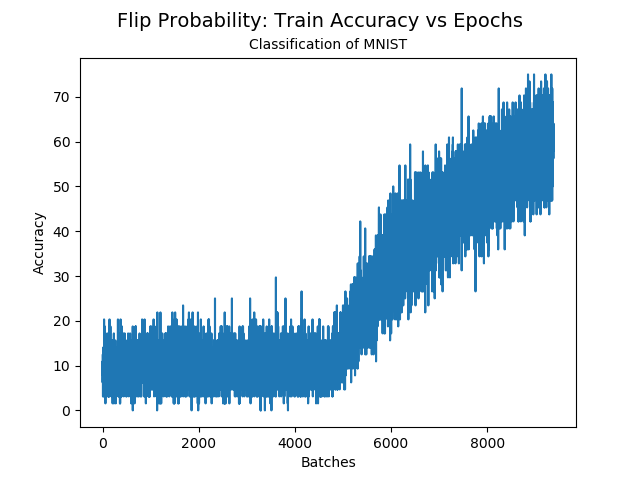 Flip Probability: Train Accuracy vs Epochs
Classification of MNIST
Accuracy
70
60
50
40
30
20
10
0
0 2000 4000 6000 8000
Batches